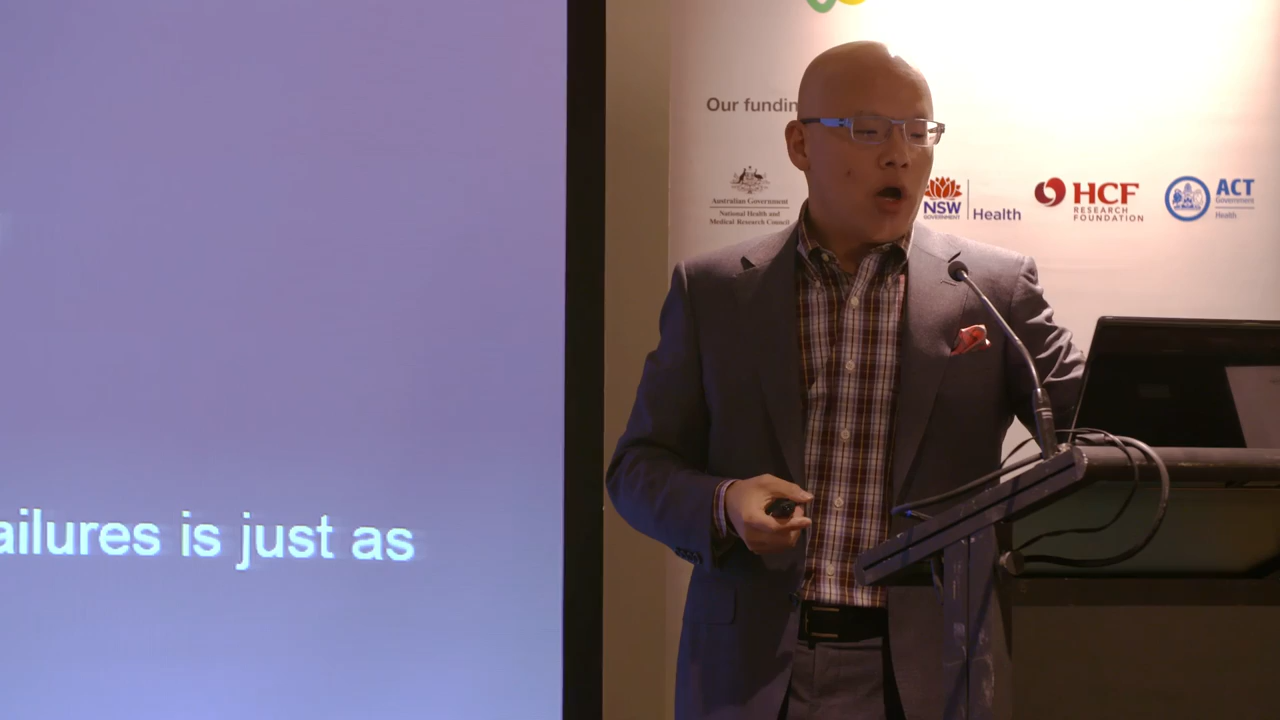 Our fundin
Australian Government
National Health and
Medical Research Council
NSW
GOVERNMENT
Health
HCF
RESEARCH
FOUNDATION
ACT
Government
Health
ailures is just as